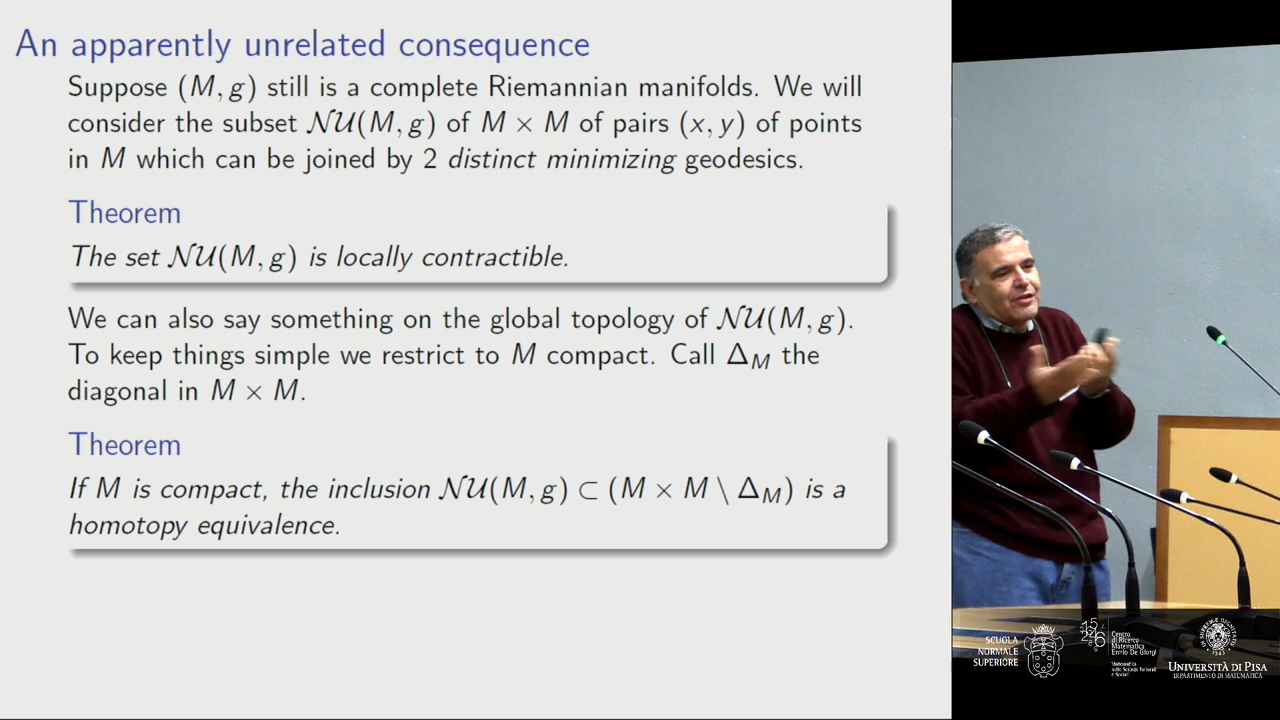 An apparently unrelated consequence
Suppose (M, g) still is a complete Riemannian manifolds. We will
consider the subset 𝒩𝒰(M, g) of M × M of pairs (x, y) of points
in M which can be joined by 2 distinct minimizing geodesics.
Theorem
The set 𝒩𝒰(M, g) is locally contractible.
We can also say something on the global topology of 𝒩𝒰(M, g).
To keep things simple we restrict to M compact. Call Δ_M the
diagonal in M × M.
Theorem
If M is compact, the inclusion 𝒩𝒰(M, g) ⊂ (M × M \ Δ_M) is a
homotopy equivalence.
SCUOLA
NORMALE
SUPERIORE
Centro
di Ricerca
Matematica
Ennio De Giorgi
UNIVERSITÀ DI PISA
DIPARTIMENTO DI MATEMATICA